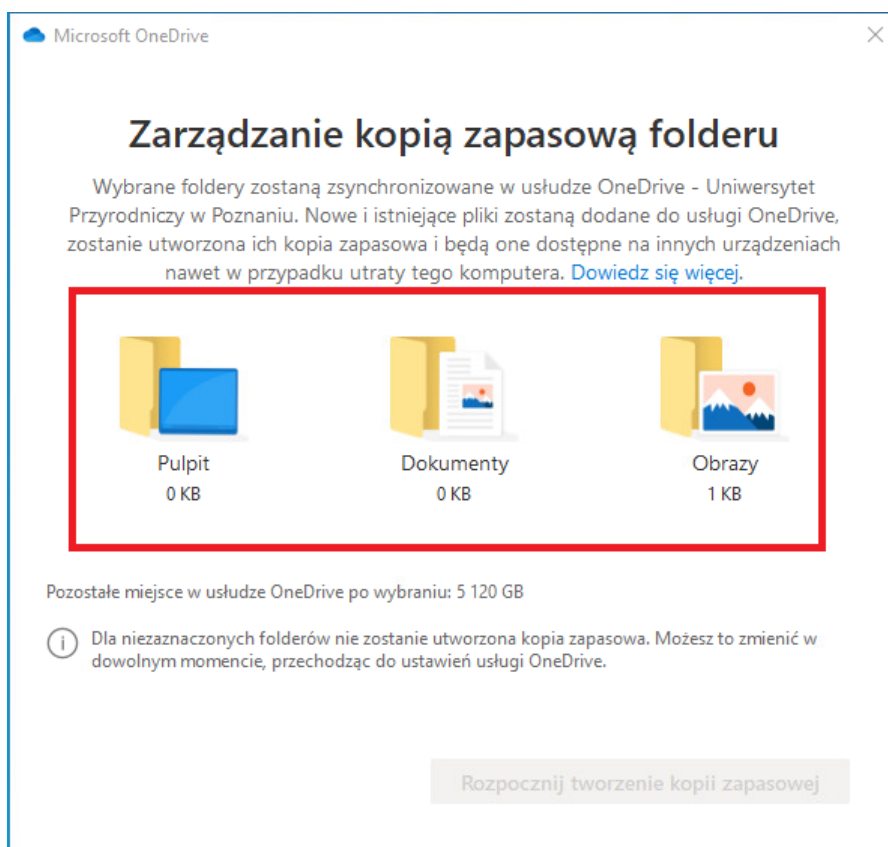 Microsoft OneDrive
Zarządzanie kopią zapasową folderu
Wybrane foldery zostaną zsynchronizowane w usłudze OneDrive - Uniwersytet
Przyrodniczy w Poznaniu. Nowe i istniejące pliki zostaną dodane do usługi OneDrive,
zostanie utworzona ich kopia zapasowa i będą one dostępne na innych urządzeniach
nawet w przypadku utraty tego komputera. Dowiedz się więcej.
Pulpit
0 KB
Dokumenty
0 KB
Obrazy
1 KB
Pozostałe miejsce w usłudze OneDrive po wybraniu: 5 120 GB
Dla niezaznaczonych folderów nie zostanie utworzona kopia zapasowa. Możesz to zmienić w
dowolnym momencie, przechodząc do ustawień usługi OneDrive.
Rozpocznij tworzenie kopii zapasowej